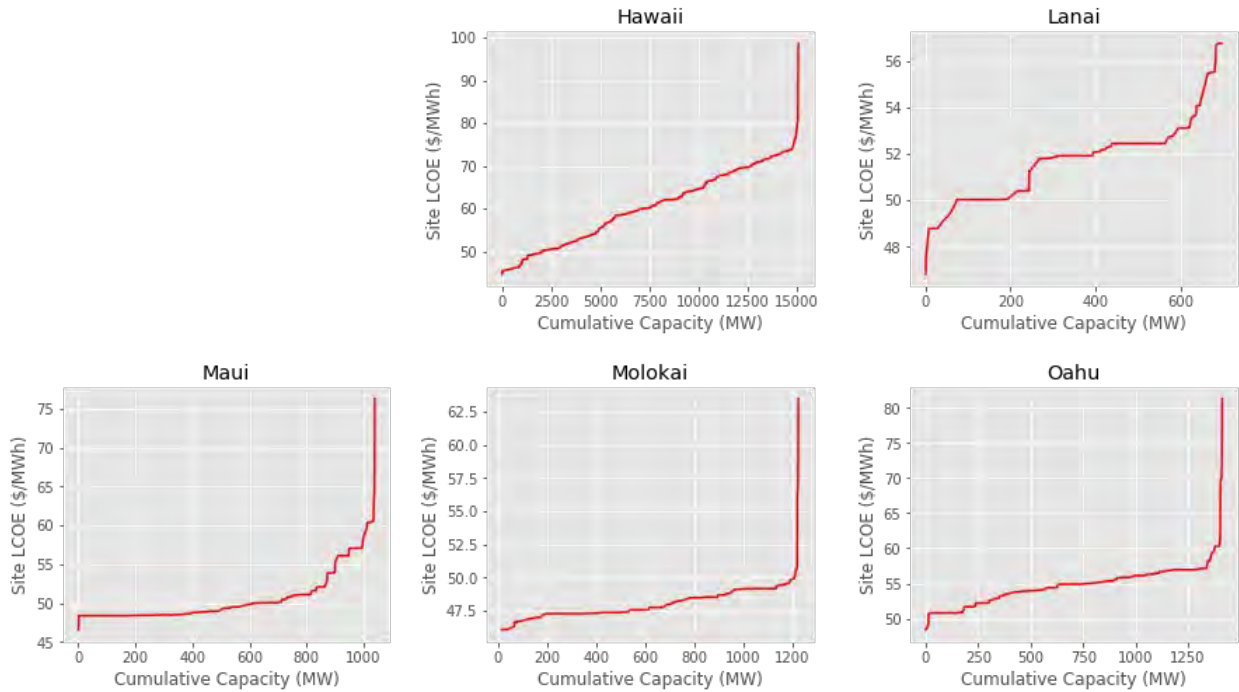 Hawaii
Site LCOE ($/MWh)
100
90
80
70
60
50
0 2500 5000 7500 10000 12500 15000
Cumulative Capacity (MW)
Lanai
Site LCOE ($/MWh)
56
54
52
50
48
0 200 400 600
Cumulative Capacity (MW)
Maui
Site LCOE ($/MWh)
75
70
65
60
55
50
45
0 200 400 600 800 1000
Cumulative Capacity (MW)
Molokai
Site LCOE ($/MWh)
62.5
60.0
57.5
55.0
52.5
50.0
47.5
0 200 400 600 800 1000 1200
Cumulative Capacity (MW)
Oahu
Site LCOE ($/MWh)
80
75
70
65
60
55
50
0 250 500 750 1000 1250
Cumulative Capacity (MW)